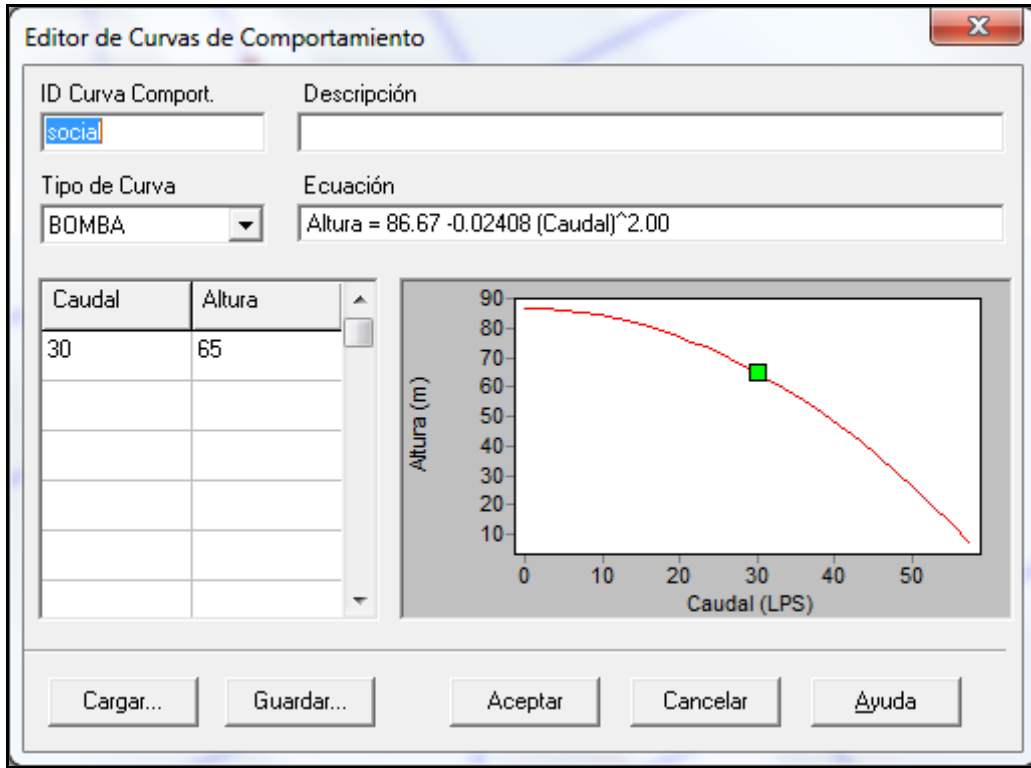 Editor de Curvas de Comportamiento
X
ID Curva Comport.
Descripción
social
Tipo de Curva
Ecuación
BOMBA
Altura = 86.67 -0.02408 (Caudal)^2.00
Caudal
Altura
30
65
Altura (m)
90
80
70
60
50
40
30
20
10
0
10
20
30
40
50
Caudal (LPS)
Cargar...
Guardar...
Aceptar
Cancelar
Ayuda